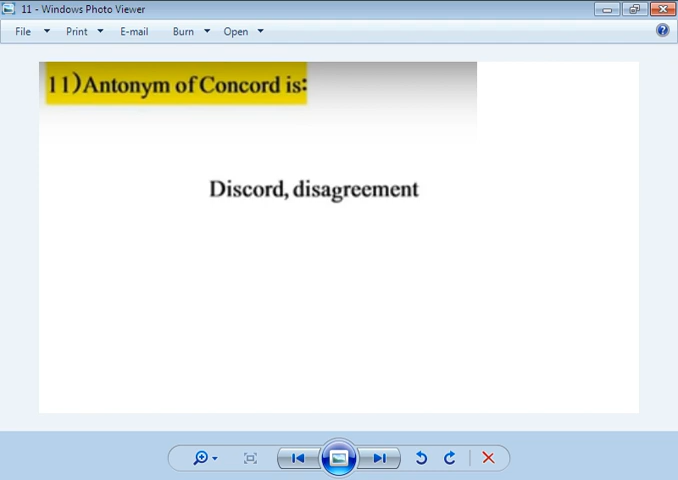 11 - Windows Photo Viewer
File Print E-mail Burn Open
11)Antonym of Concord is:
Discord, disagreement